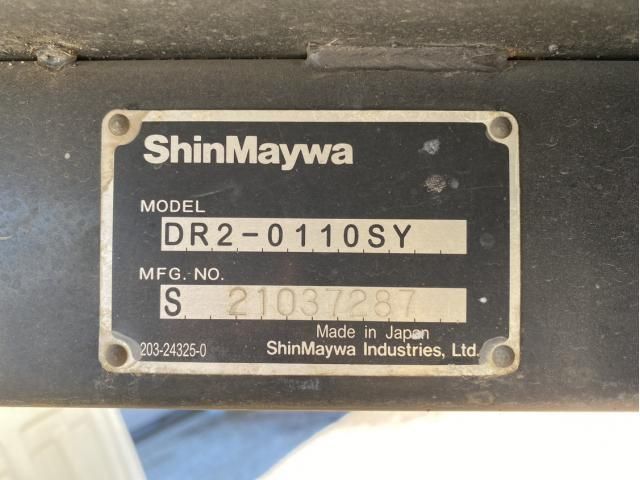 ShinMaywa
MODEL
DR2-0110SY
MFG. NO.
S 21037287
Made in Japan
203-24325-0 ShinMaywa Industries, Ltd.